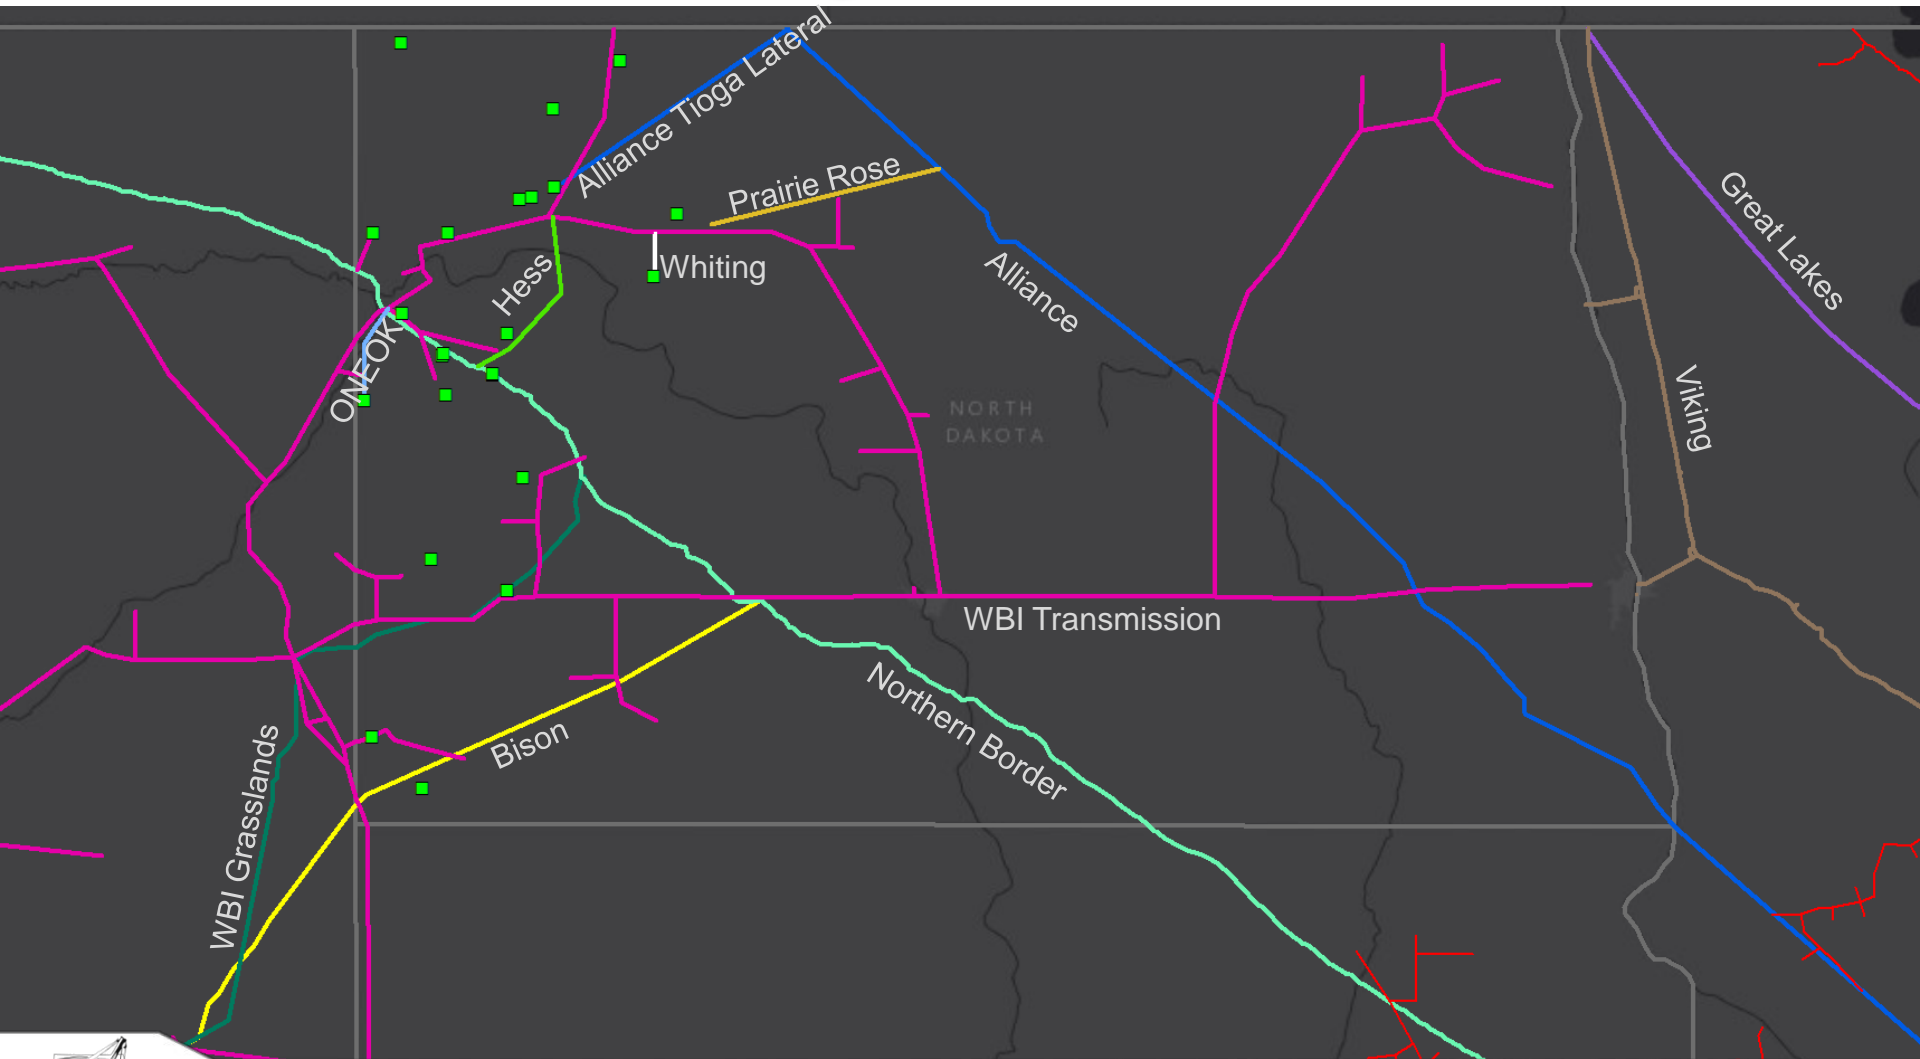 Alliance Tioga Lateral
Prairie Rose
Great Lakes
Hess
Whiting
Alliance
ONEOK
Viking
NORTH
DAKOTA
WBI Transmission
Northern Border
Bison
WBI Grasslands